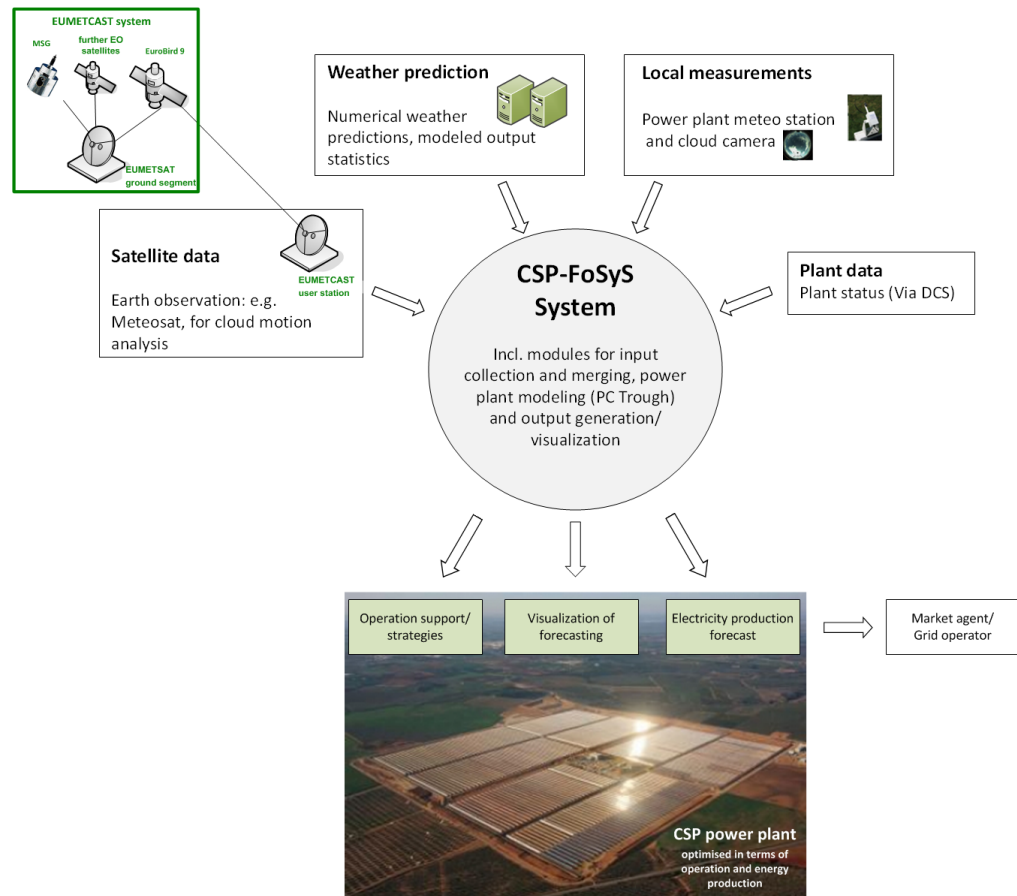 EUMETCAST system
MSG
further EO
satellites
EuroBird 9
EUMETSAT
ground segment
Weather prediction
Numerical weather
predictions, modeled output
statistics
Local measurements
Power plant meteo station
and cloud camera
Satellite data
EUMETCAST
user station
Earth observation: e.g.
Meteosat, for cloud motion
analysis
CSP-FoSyS
System
Incl. modules for input
collection and merging, power
plant modeling (PC Trough)
and output generation/
visualization
Plant data
Plant status (Via DCS)
Operation support/
strategies
Visualization of
forecasting
Electricity production
forecast
Market agent/
Grid operator
CSP power plant
optimised in terms of
operation and energy
production